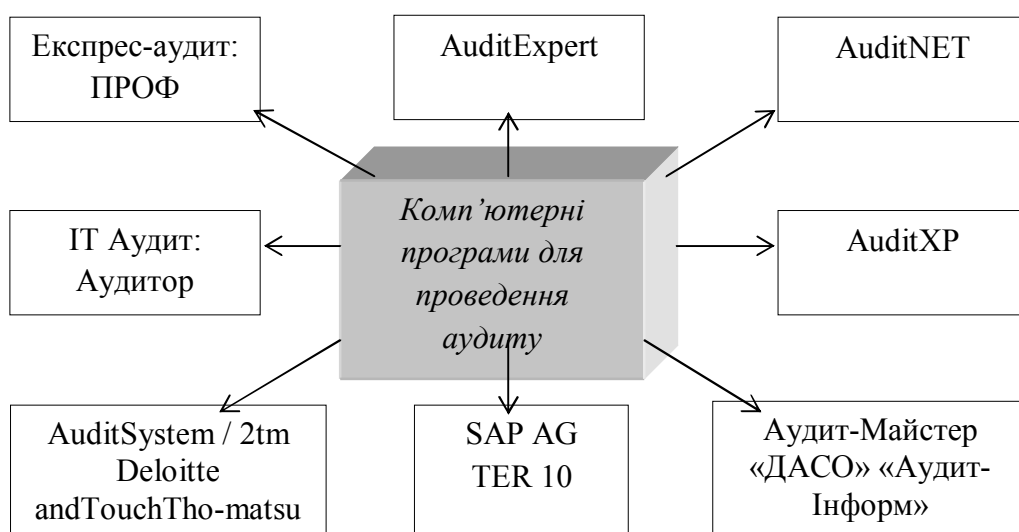 Експрес-аудит:
ПРОФ
AuditExpert
AuditNET
ІТ Аудит:
Аудитор
Комп’ютерні
програми для
проведення
аудиту
AuditXP
AuditSystem / 2tm
Deloitte
andTouchTho-matsu
SAP AG
TER 10
Аудит-Майстер
«ДАСО» «Аудит-
Інформ»